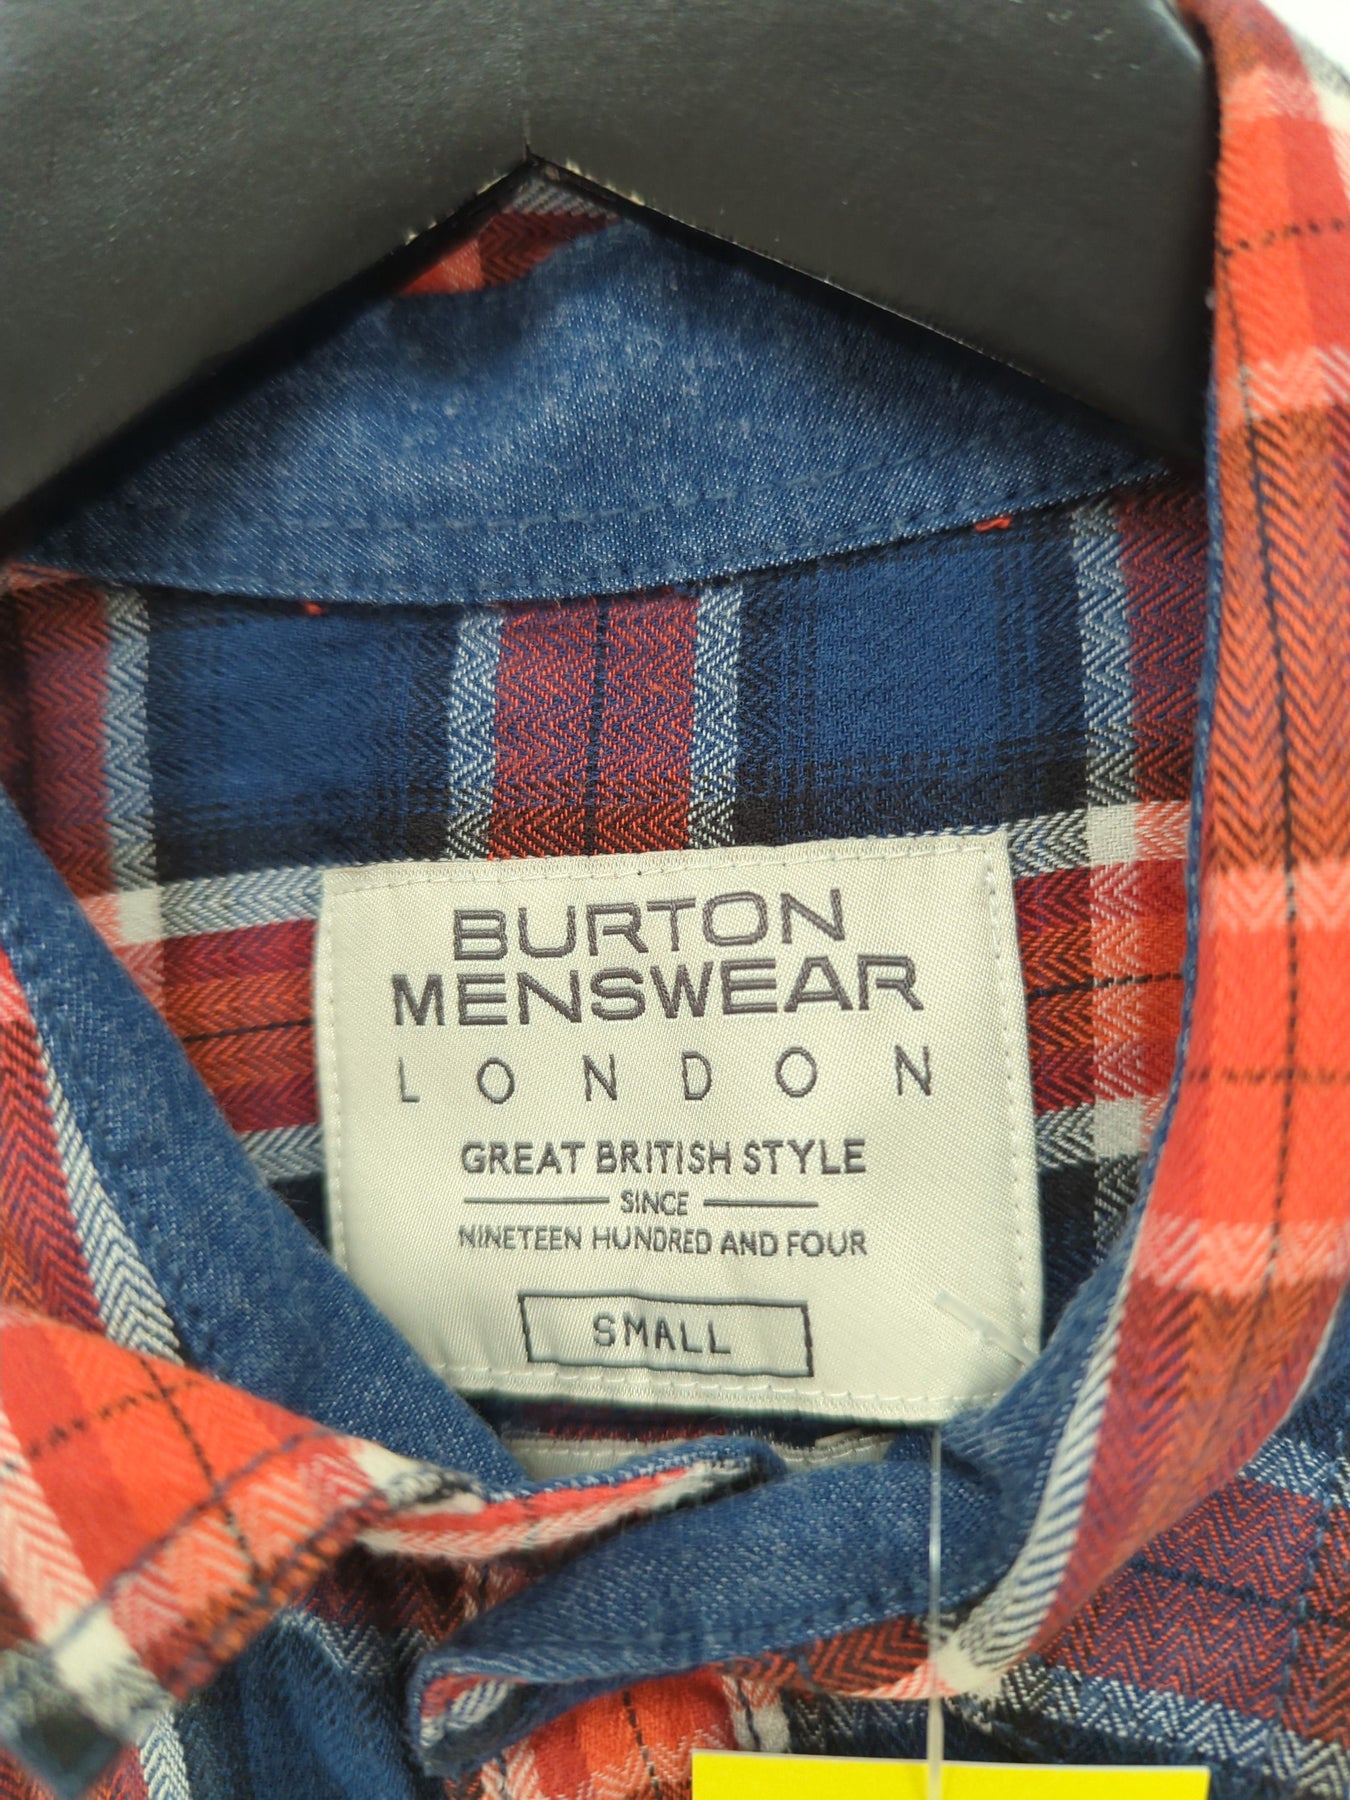 BURTON
MENSWEAR
LONDON
GREAT BRITISH STYLE
SINCE
NINETEEN HUNDRED AND FOUR
SMALL